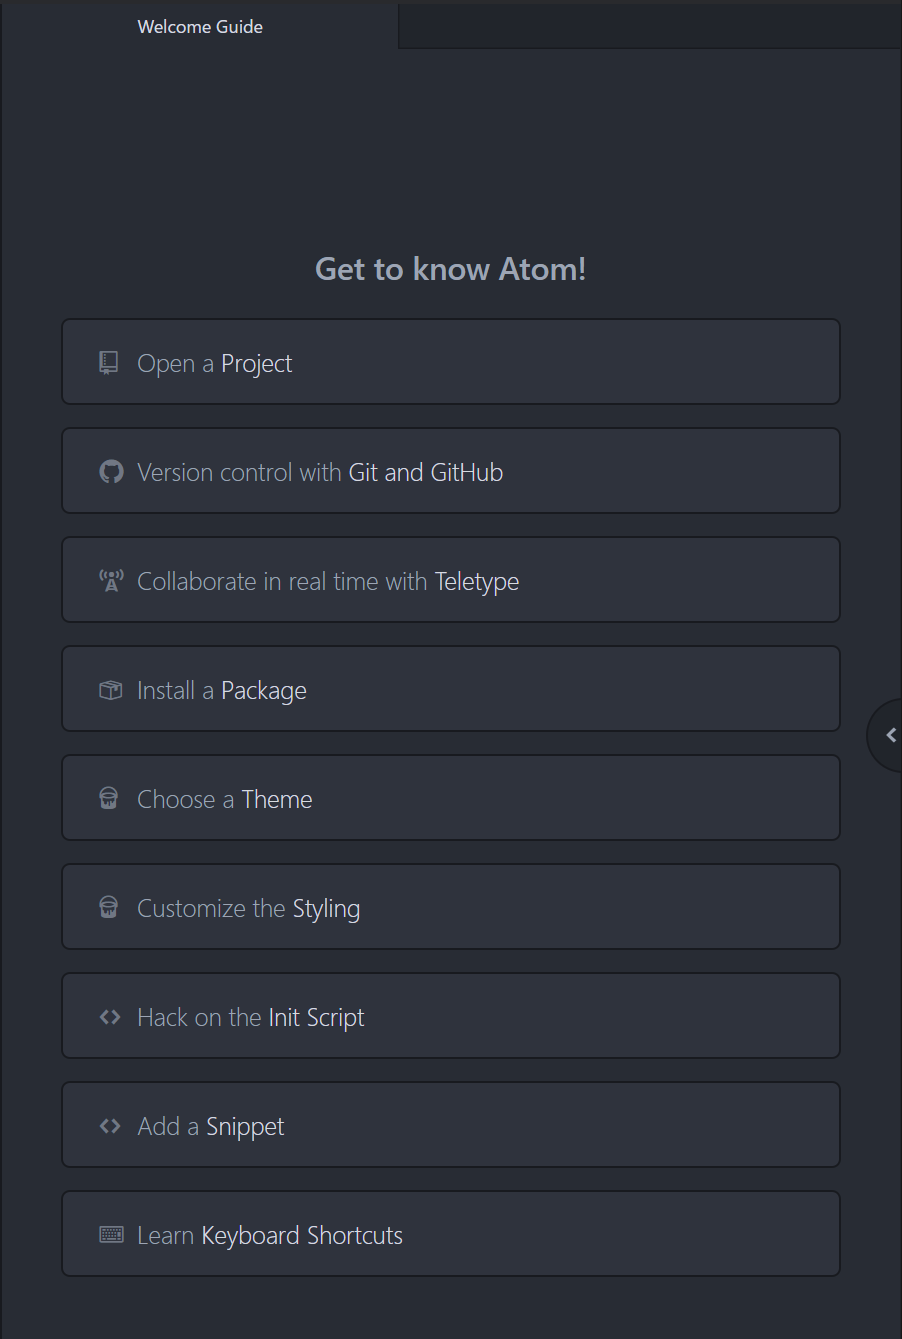 Welcome Guide
Get to know Atom!
Open a Project
Version control with Git and GitHub
Collaborate in real time with Teletype
Install a Package
Choose a Theme
Customize the Styling
Hack on the Init Script
Add a Snippet
Learn Keyboard Shortcuts